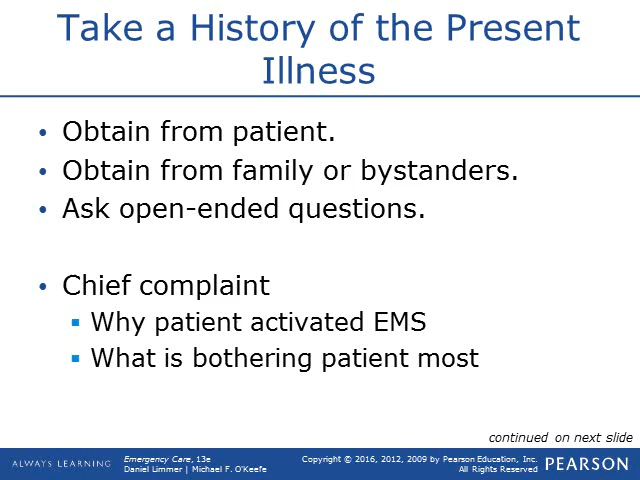 Take a History of the Present
Illness
• Obtain from patient.
• Obtain from family or bystanders.
• Ask open-ended questions.
• Chief complaint
▪ Why patient activated EMS
▪ What is bothering patient most
continued on next slide
ALWAYS LEARNING
Emergency Care, 13e
Daniel Limmer | Michael F. O'Keefe
Copyright © 2016, 2012, 2009 by Pearson Education, Inc.
All Rights Reserved
PEARSON